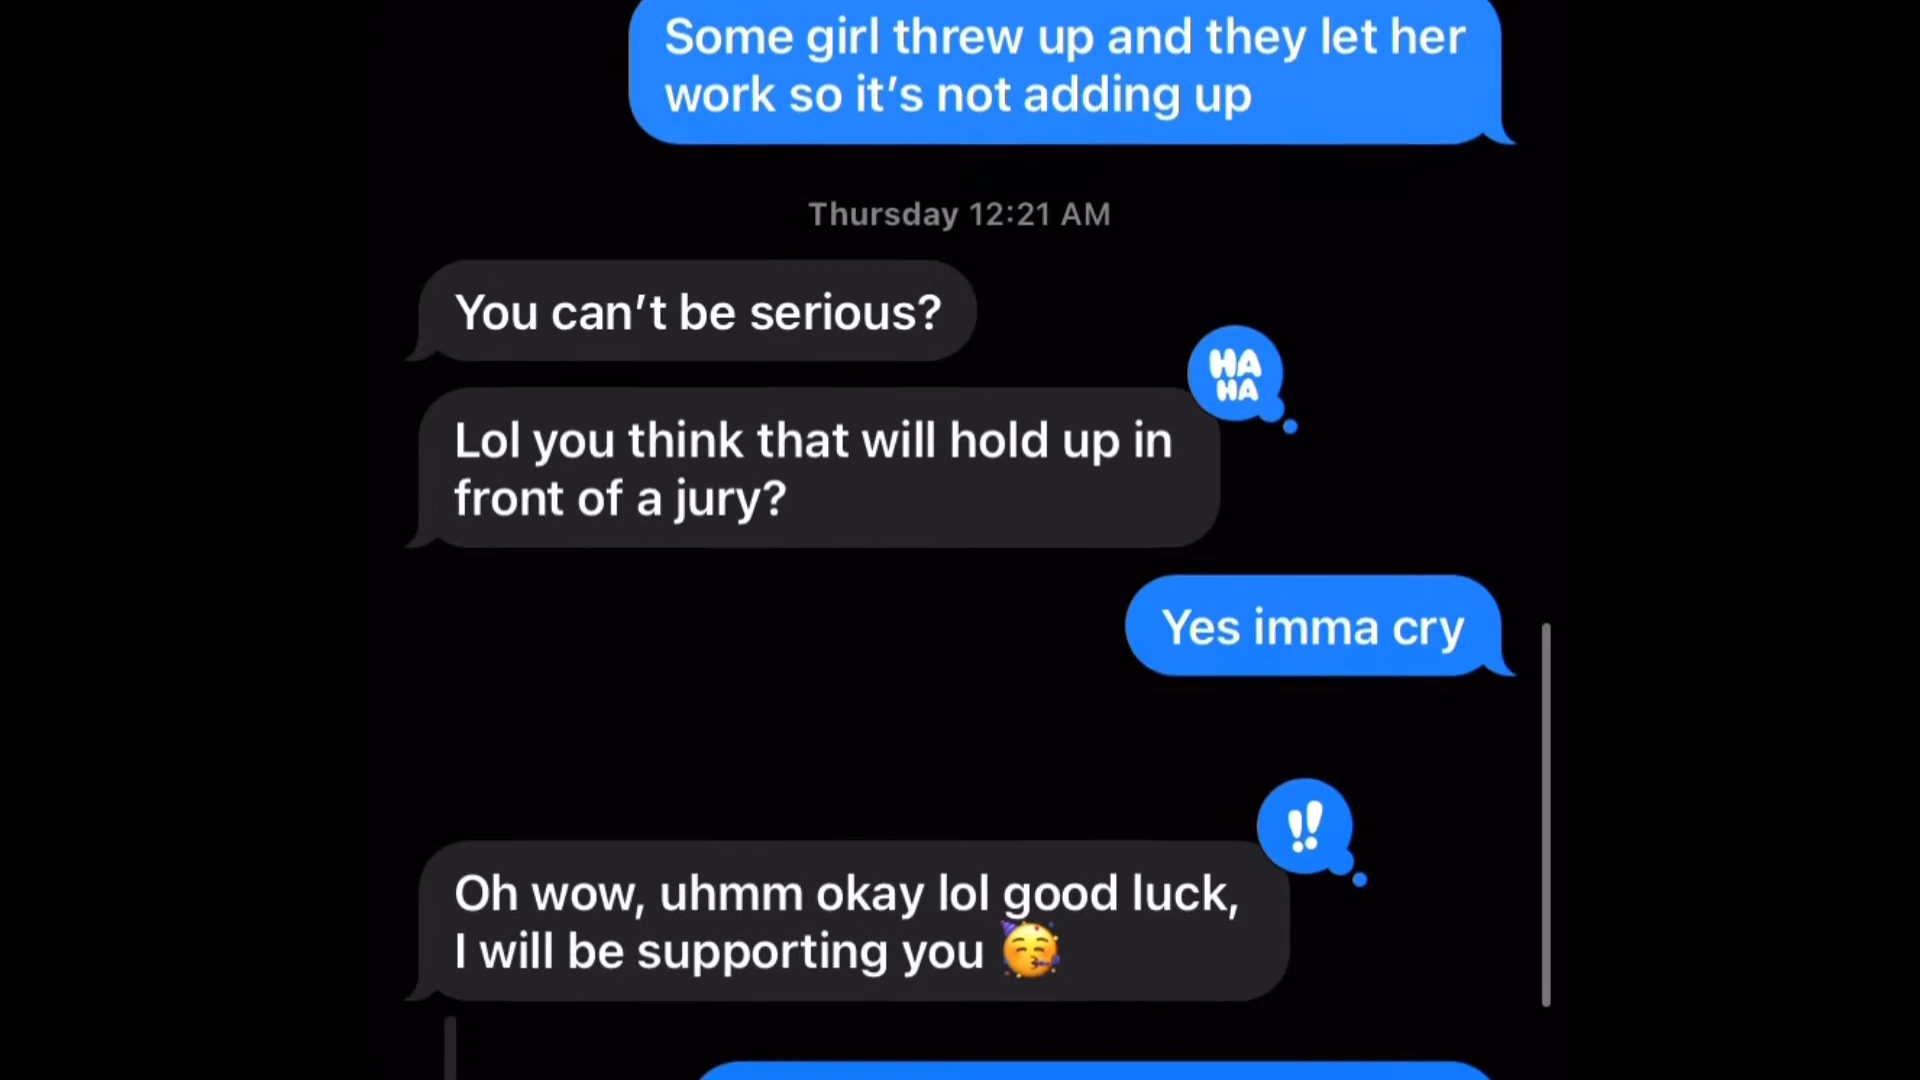 Some girl threw up and they let her
work so it’s not adding up
Thursday 12:21 AM
You can’t be serious?
HA
HA
Lol you think that will hold up in
front of a jury?
Yes imma cry
!!
Oh wow, uhmm okay lol good luck,
I will be supporting you 🥳